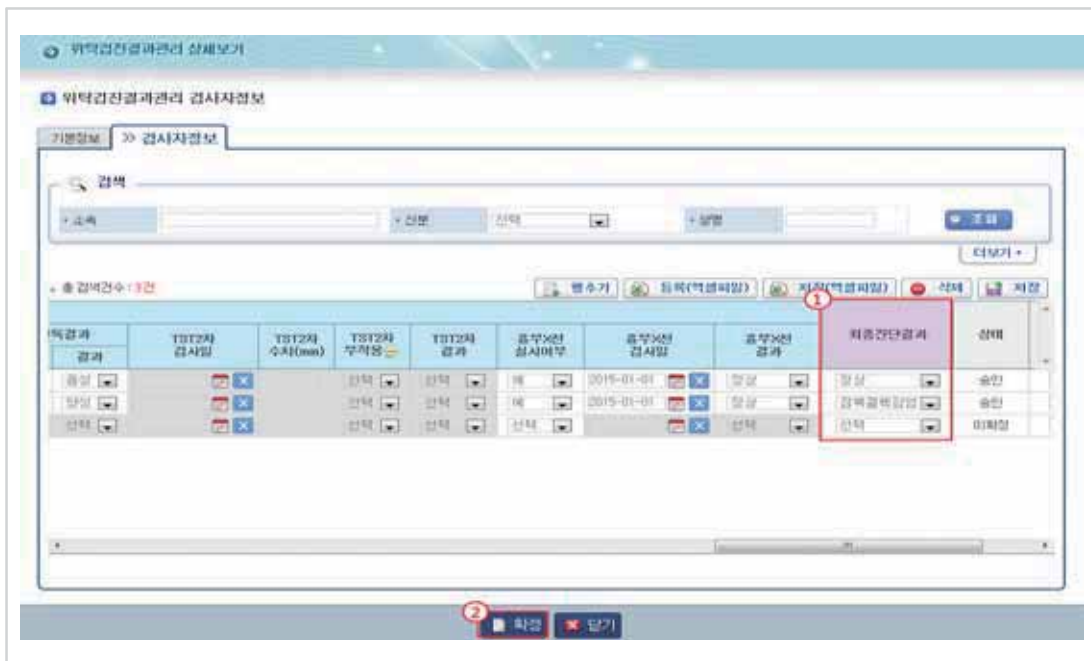 위탁검진결과관리 상세보기
위탁검진결과관리 검사자정보
기본정보 >> 검사자정보
검색
소속 신분 선택 성명 조회
더보기 +
총 검색건수 : 3건 행추가 등록(엑셀파일) 저장(엑셀파일) 삭제 저장
1
결과 TST2차 검사일 TST2차 수치(mm) TST2차 부작용 TST2차 결과 흉부X선 실시여부 흉부X선 검사일 흉부X선 결과 최종진단결과 상태
음성 선택 선택 예 2015-01-01 정상 정상 승인
양성 선택 선택 예 2015-01-01 정상 잠복결핵감염 승인
선택 선택 선택 선택 선택 선택 미확정
2
확정 닫기